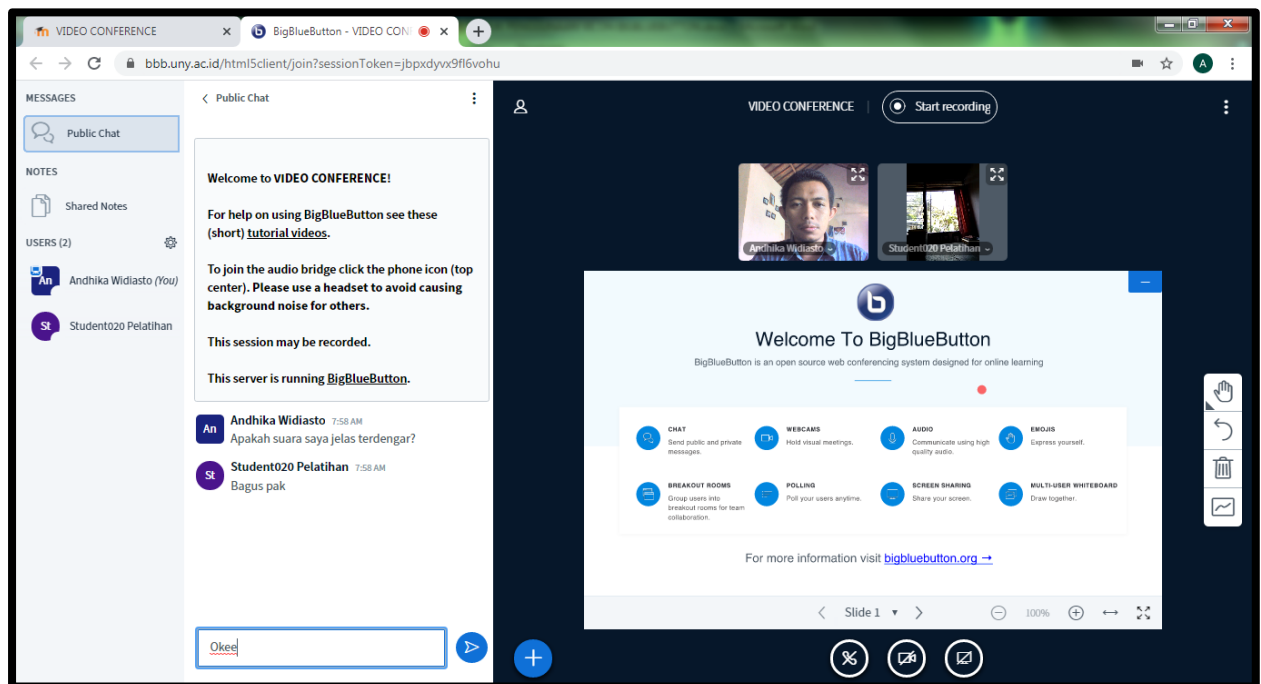 VIDEO CONFERENCE
BigBlueButton - VIDEO CON
bbb.uny.ac.id/html5client/join?sessionToken=jbpxdyvx9fl6vohu
A
MESSAGES
Public Chat
NOTES
Shared Notes
USERS (2)
An
Andhika Widiasto (You)
St
Student020 Pelatihan
Public Chat
Welcome to VIDEO CONFERENCE!
For help on using BigBlueButton see these
(short) tutorial videos.
To join the audio bridge click the phone icon (top
center). Please use a headset to avoid causing
background noise for others.
This session may be recorded.
This server is running BigBlueButton.
An
Andhika Widiasto 7:58 AM
Apakah suara saya jelas terdengar?
St
Student020 Pelatihan 7:58 AM
Bagus pak
Okee
VIDEO CONFERENCE
Start recording
Andhika Widiasto
Student020 Pelatihan
b
Welcome To BigBlueButton
BigBlueButton is an open source web conferencing system designed for online learning
CHAT
Send public and private
messages.
WEBCAMS
Hold visual meetings.
AUDIO
Communicate using high
quality audio.
EMOJIS
Express yourself.
BREAKOUT ROOMS
Group users into
breakout rooms for team
collaboration.
POLLING
Poll your users anytime.
SCREEN SHARING
Share your screen.
MULTI-USER WHITEBOARD
Draw together.
For more information visit bigbluebutton.org →
Slide 1
100%